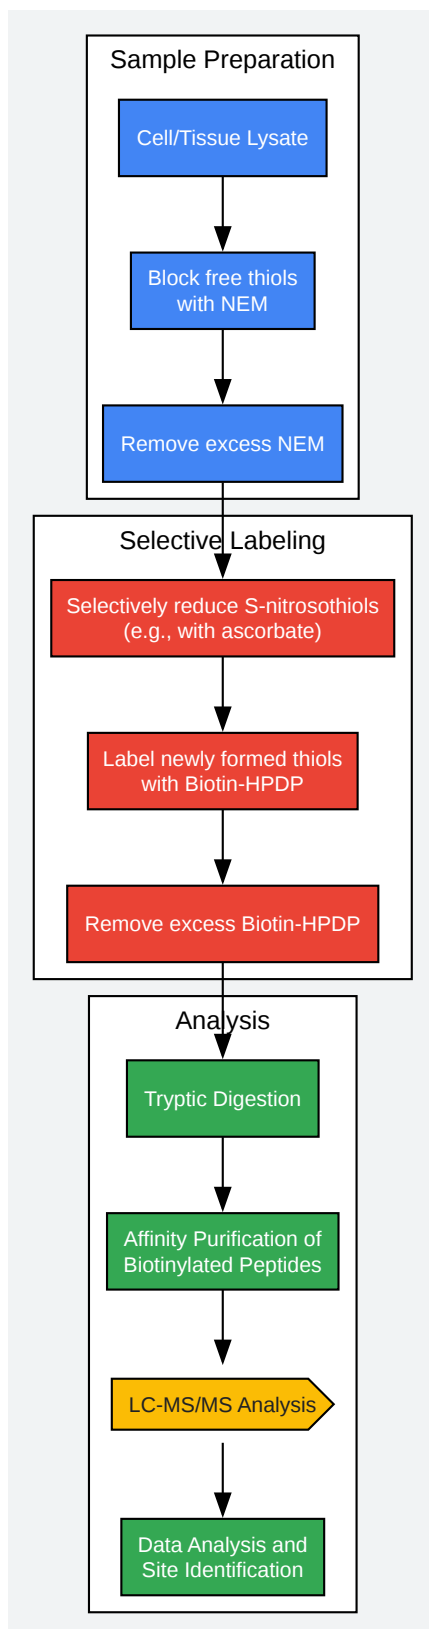 Sample Preparation
Cell/Tissue Lysate
Block free thiols
with NEM
Remove excess NEM
Selective Labeling
Selectively reduce S-nitrosothiols
(e.g., with ascorbate)
Label newly formed thiols
with Biotin-HPDP
Remove excess Biotin-HPDP
Analysis
Tryptic Digestion
Affinity Purification of
Biotinylated Peptides
LC-MS/MS Analysis
Data Analysis and
Site Identification